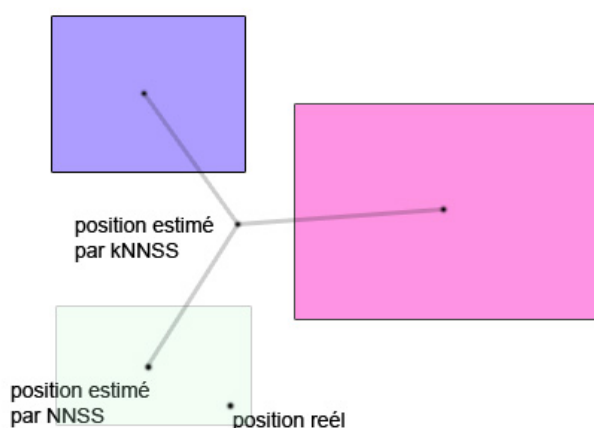 position estimé
par kNNSS
position estimé
par NNSS
position reél